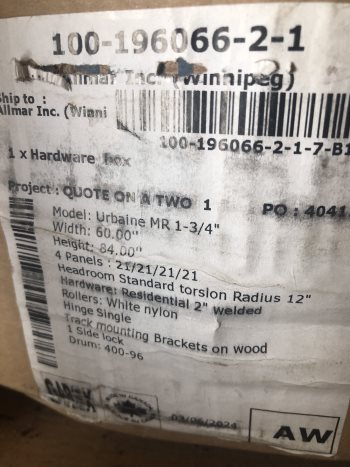 100-196066-2-1
Allmar Inc. (Winnipeg)
Ship to :
Allmar Inc. (Winni
100-196066-2-1-7-B1
1 x Hardware box
Project : QUOTE ON A TWO 1
PO : 4041
Model: Urbaine MR 1-3/4"
Width: 60.00"
Height: 84.00"
4 Panels : 21/21/21/21
Headroom Standard torsion Radius 12"
Hardware: Residential 2" welded
Rollers: White nylon
Hinge Single
Track mounting Brackets on wood
1 Side lock
Drum: 400-96
03/06/2024
AW